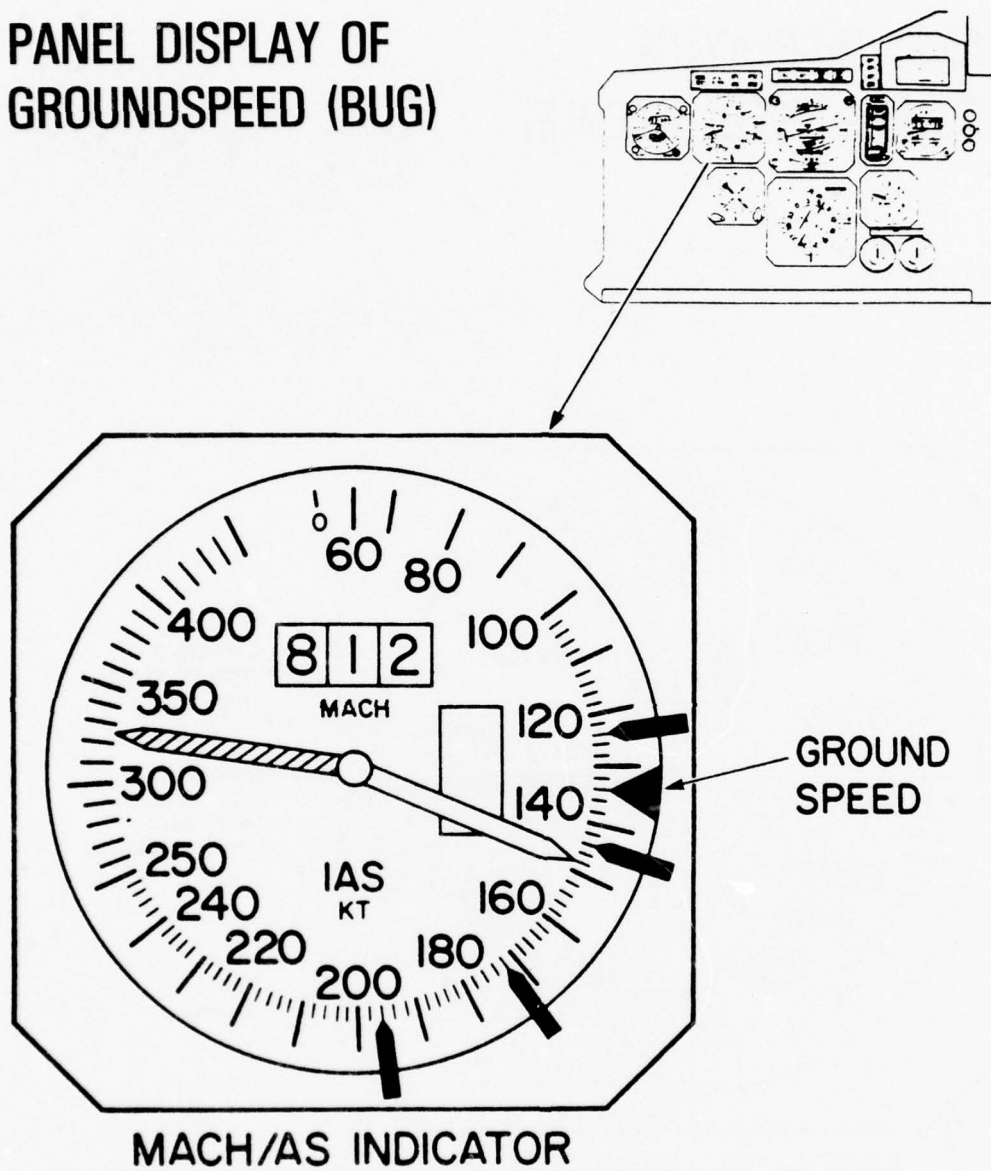 PANEL DISPLAY OF
GROUNDSPEED (BUG)
0
60
80
100
120
140
160
180
200
220
240
250
300
350
400
8 1 2
MACH
IAS
KT
GROUND
SPEED
MACH/AS INDICATOR